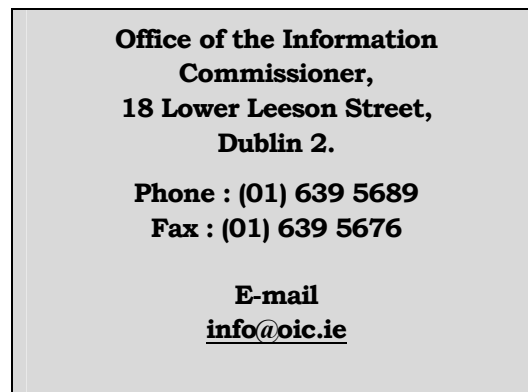 Office of the Information
Commissioner,
18 Lower Leeson Street,
Dublin 2.
Phone : (01) 639 5689
Fax : (01) 639 5676
E-mail
info@oic.ie